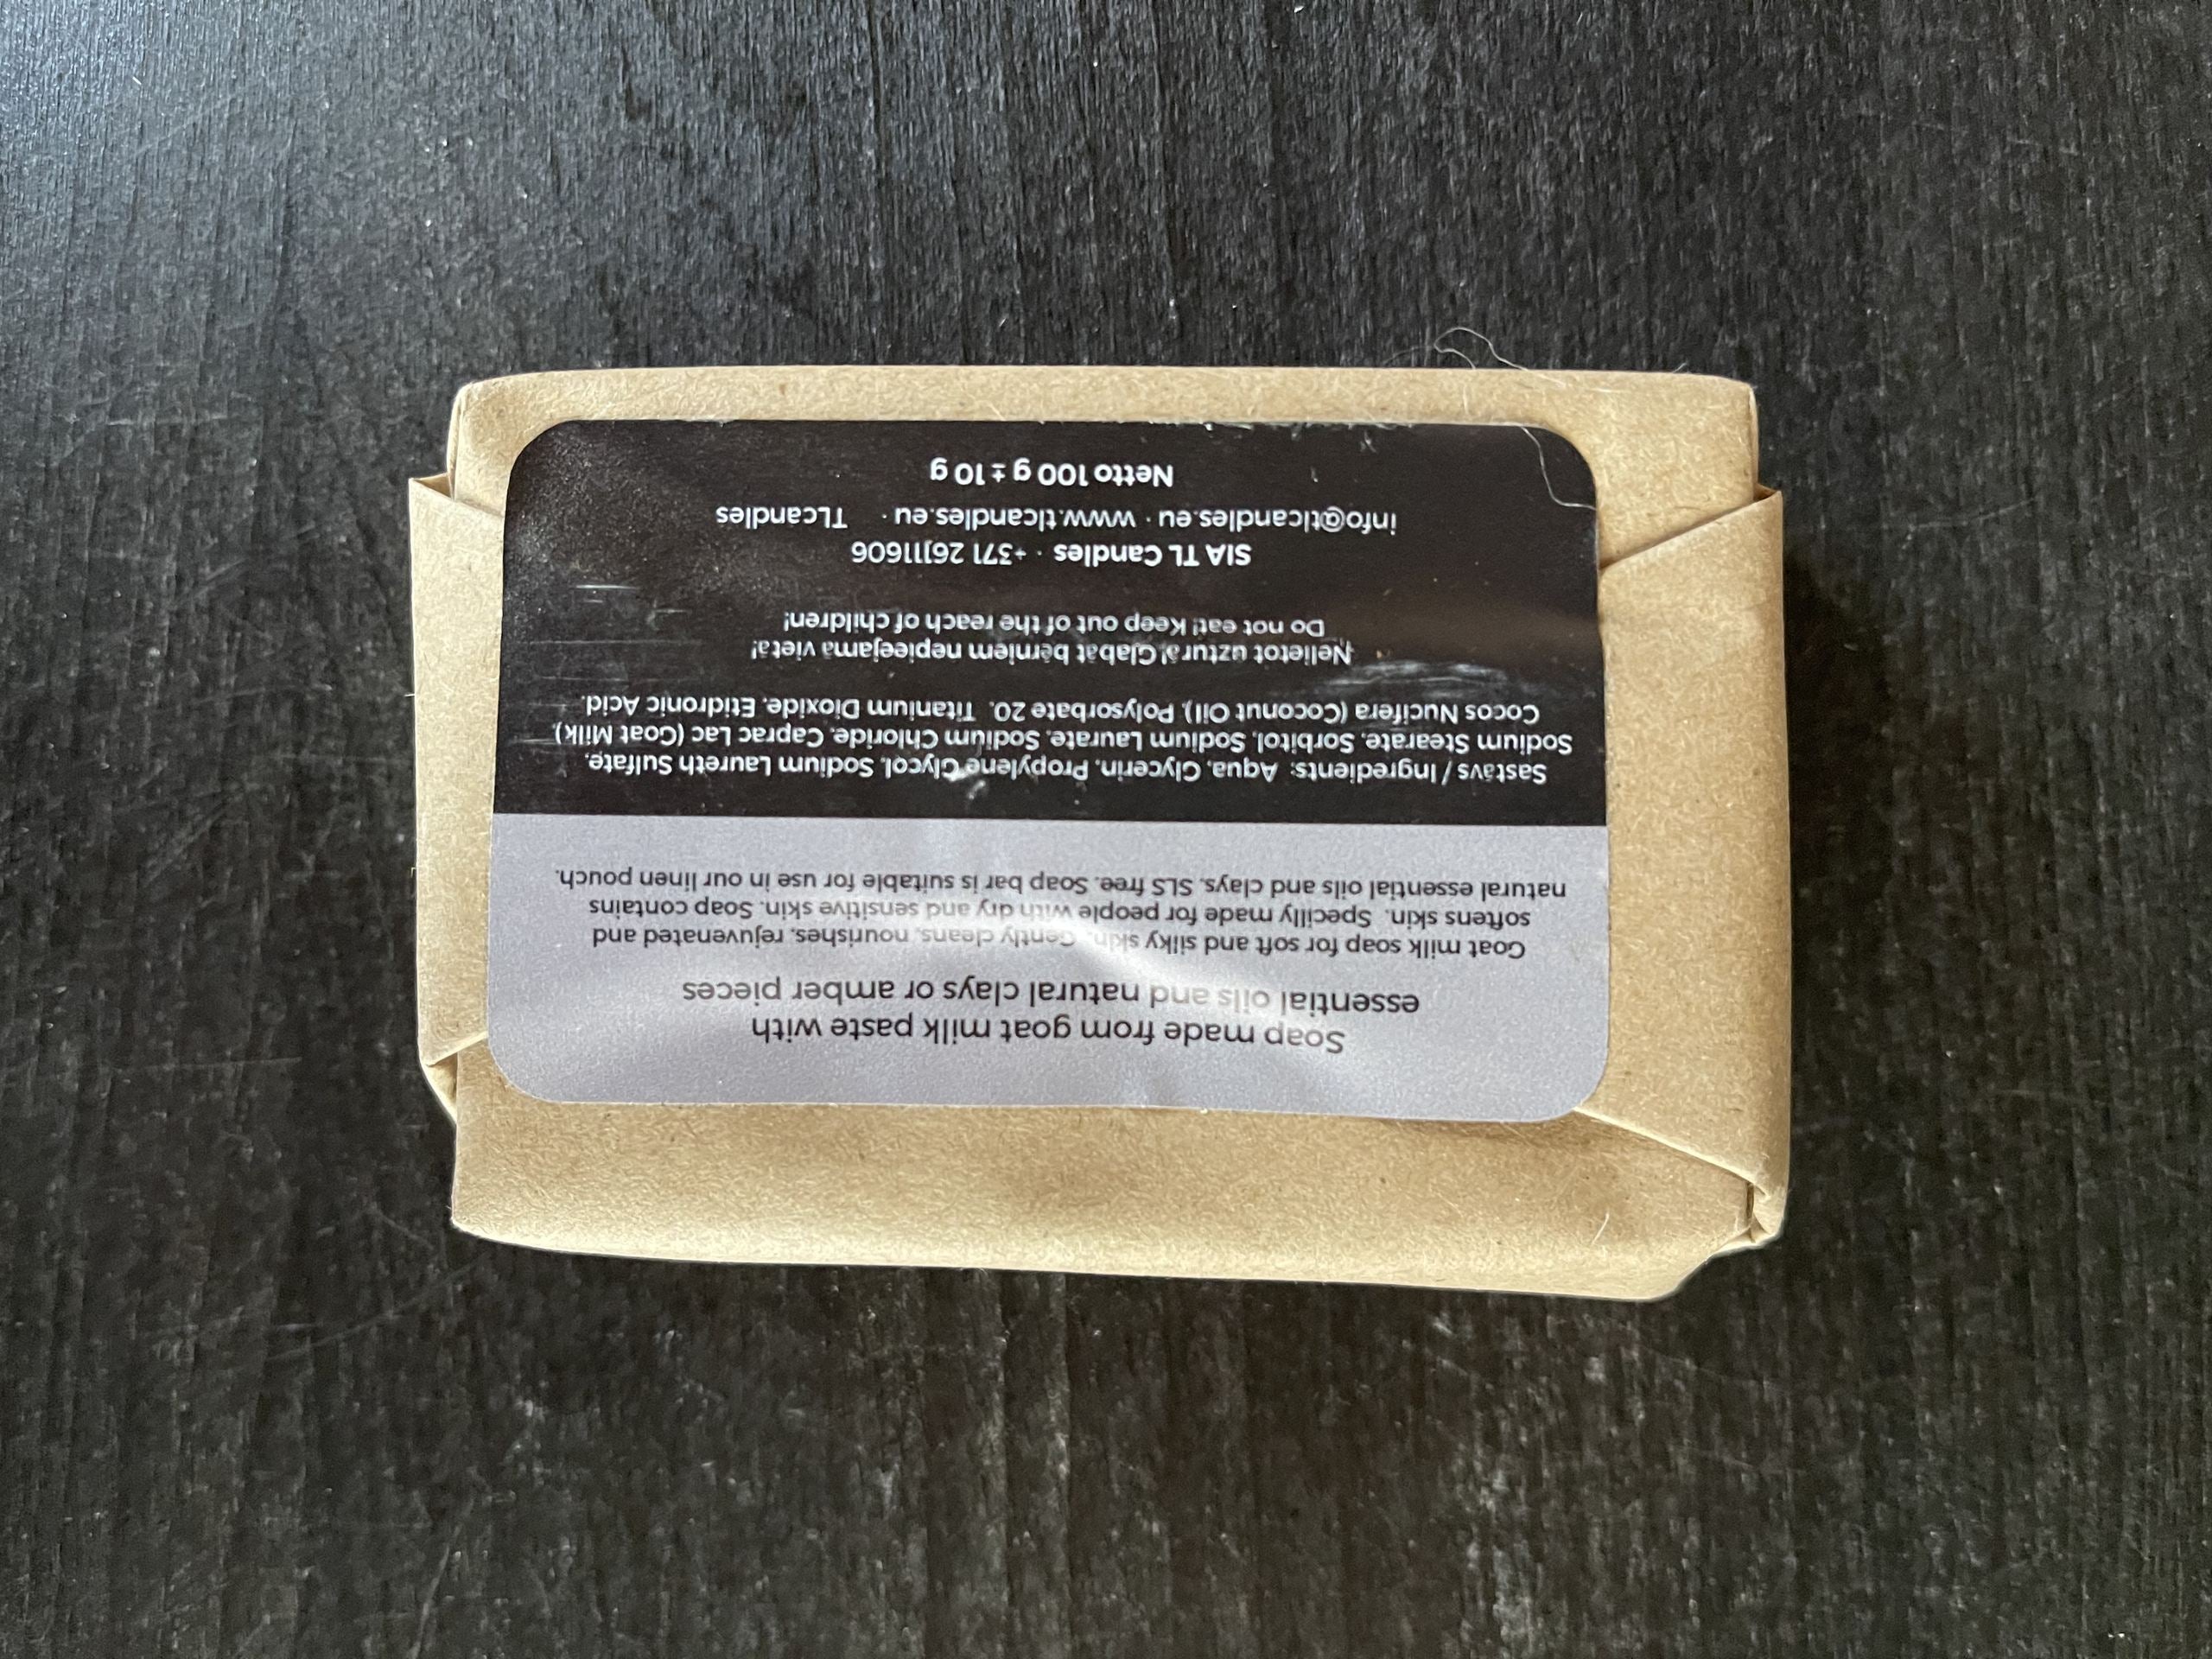 Soap made from goat milk paste with
essential oils and natural clays or amber pieces
Goat milk soap for soft and silky skin. Gently cleans, nourishes, rejuvenated and
softens skin. Specilly made for people with dry and sensitive skin. Soap contains
natural essential oils and clays. SLS free. Soap bar is suitable for use in our linen pouch.
Sastāvs / Ingredients: Aqua, Glycerin, Propylene Glycol, Sodium Laureth Sulfate,
Sodium Stearate, Sorbitol, Sodium Laurate, Sodium Chloride, Caprac Lac (Goat Milk),
Cocos Nucifera (Coconut Oil), Polysorbate 20, Titanium Dioxide, Etidronic Acid.
Nelietot uzturā! Glabāt bērniem nepieejamā vietā!
Do not eat! Keep out of the reach of children!
SIA TL Candles · +371 26111606
info@tlcandles.eu · www.tlcandles.eu · TLcandles
Netto 100 g ± 10 g